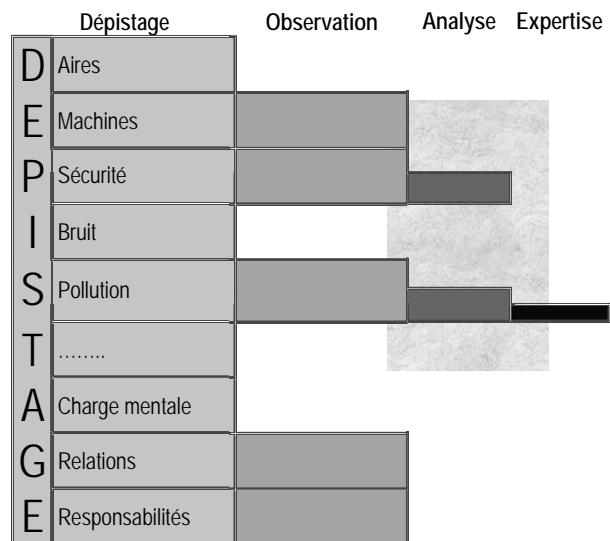 Dépistage Observation Analyse Expertise
D Aires
E Machines
P Sécurité
I Bruit
S Pollution
T ........
A Charge mentale
G Relations
E Responsabilités